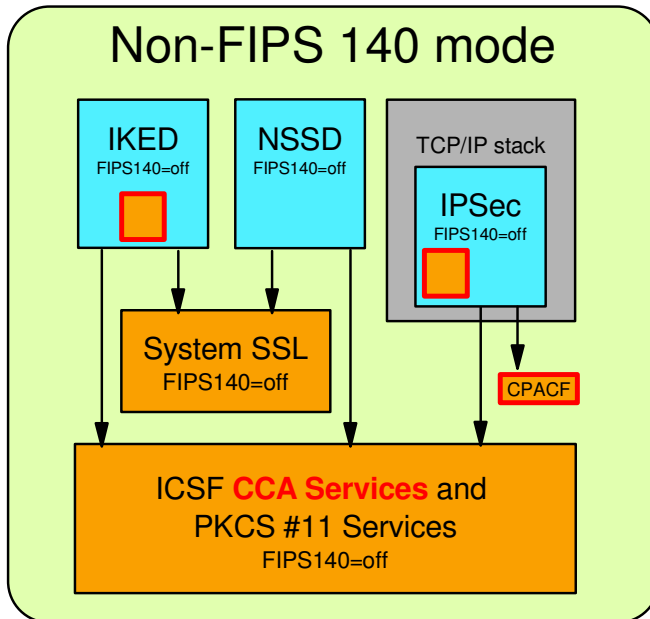 Non-FIPS 140 mode
IKED
FIPS140=off
NSSD
FIPS140=off
TCP/IP stack
IPSec
FIPS140=off
System SSL
FIPS140=off
CPACF
ICSF CCA Services and
PKCS #11 Services
FIPS140=off